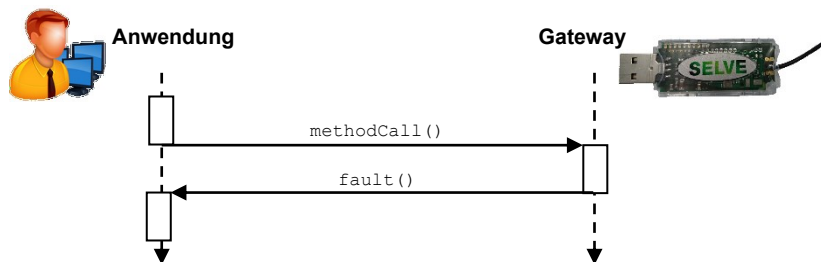 Anwendung
Gateway
SELVE
methodCall()
fault()